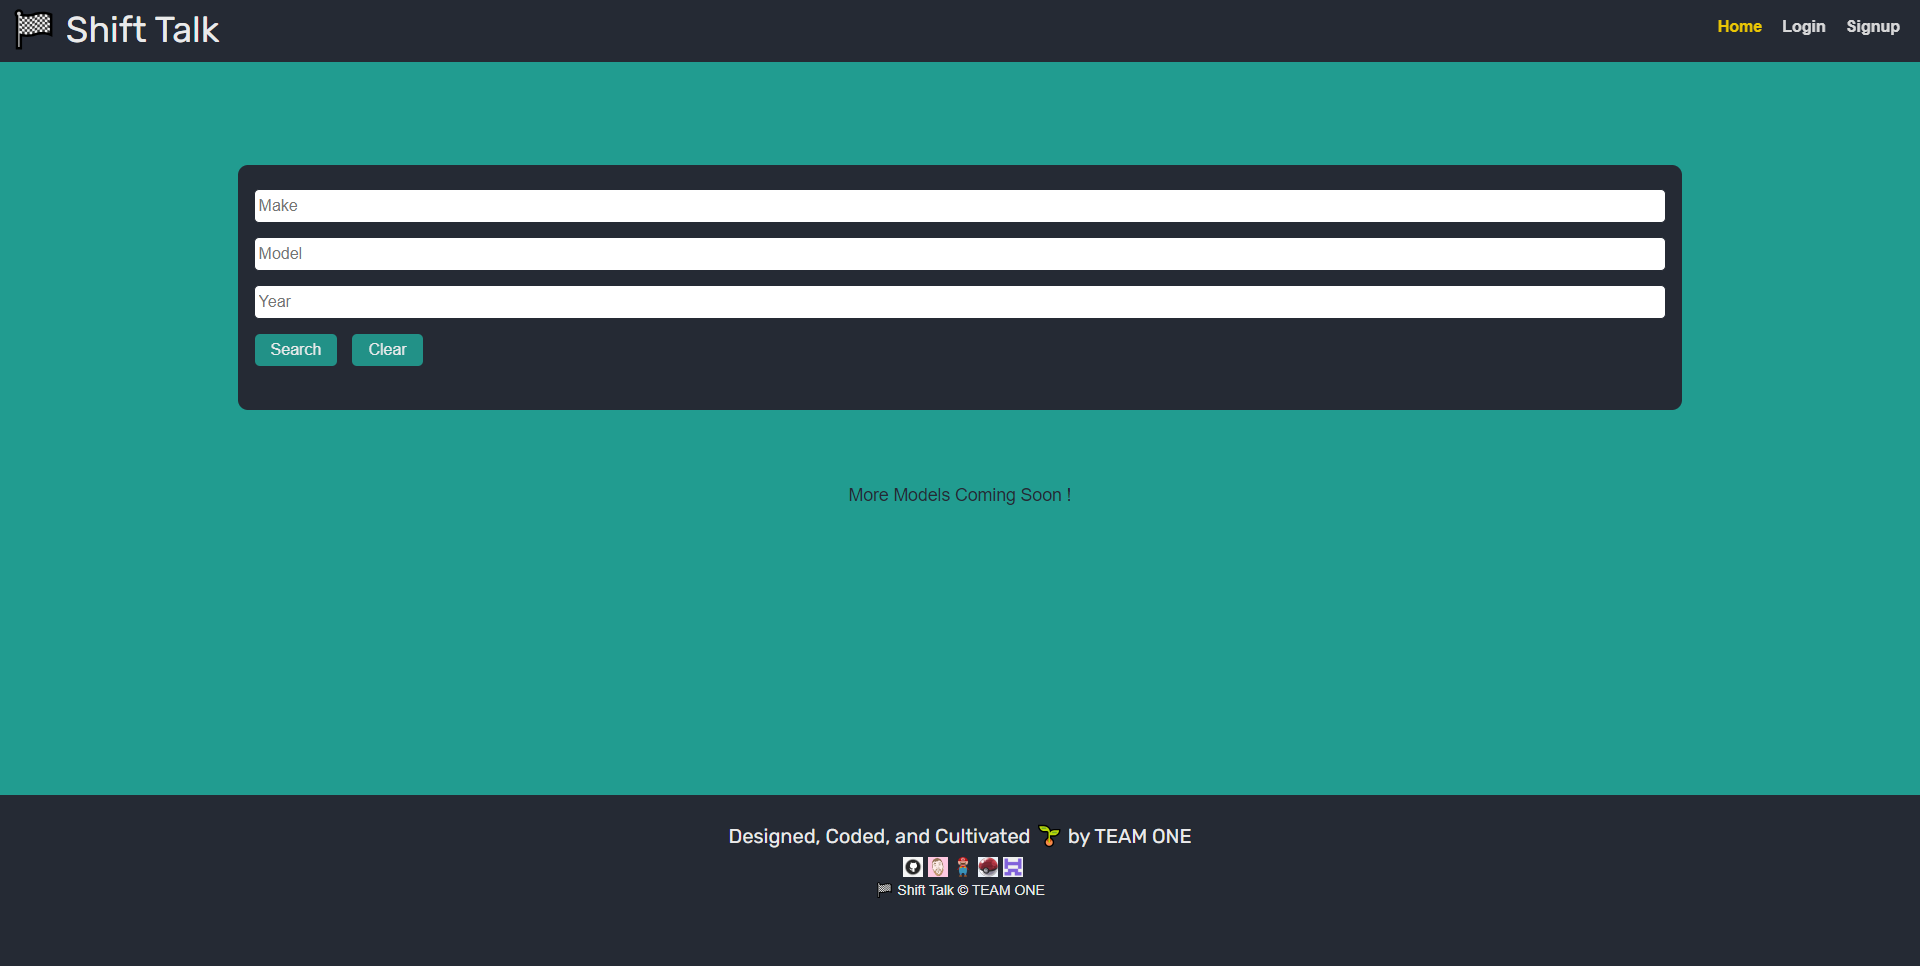 Shift Talk
Home Login Signup
Make
Model
Year
Search Clear
More Models Coming Soon !
Designed, Coded, and Cultivated by TEAM ONE
Shift Talk © TEAM ONE